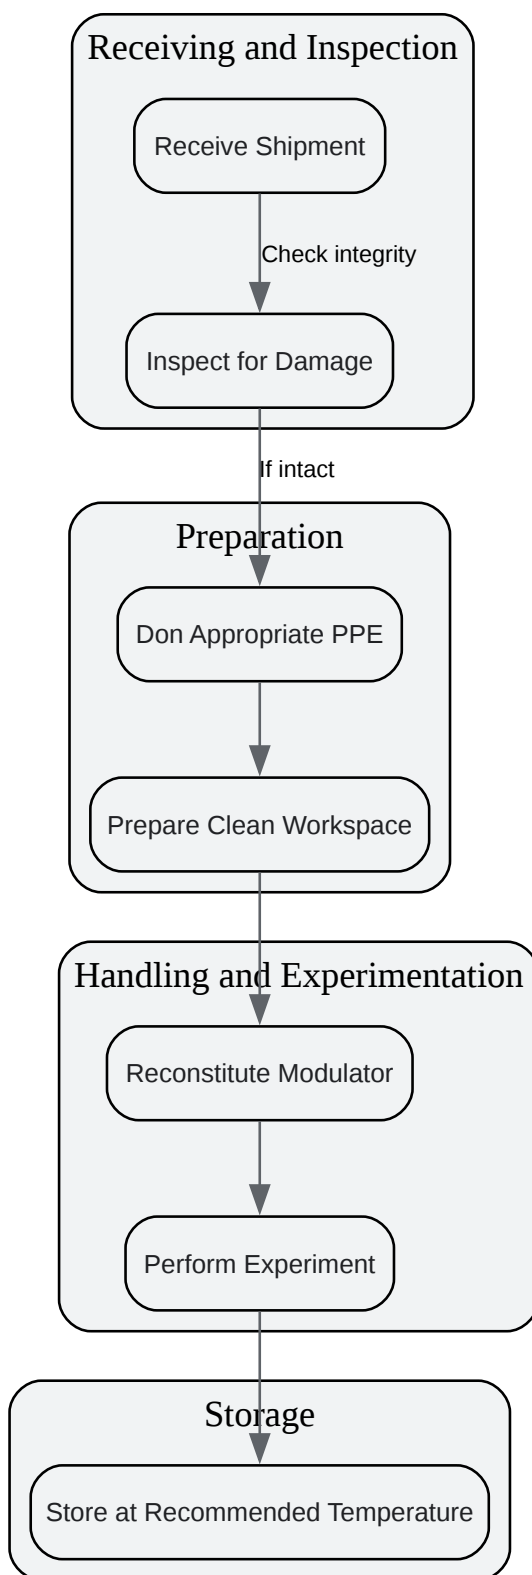 Receiving and Inspection
Receive Shipment
Check integrity
Inspect for Damage
If intact
Preparation
Don Appropriate PPE
Prepare Clean Workspace
Handling and Experimentation
Reconstitute Modulator
Perform Experiment
Storage
Store at Recommended Temperature